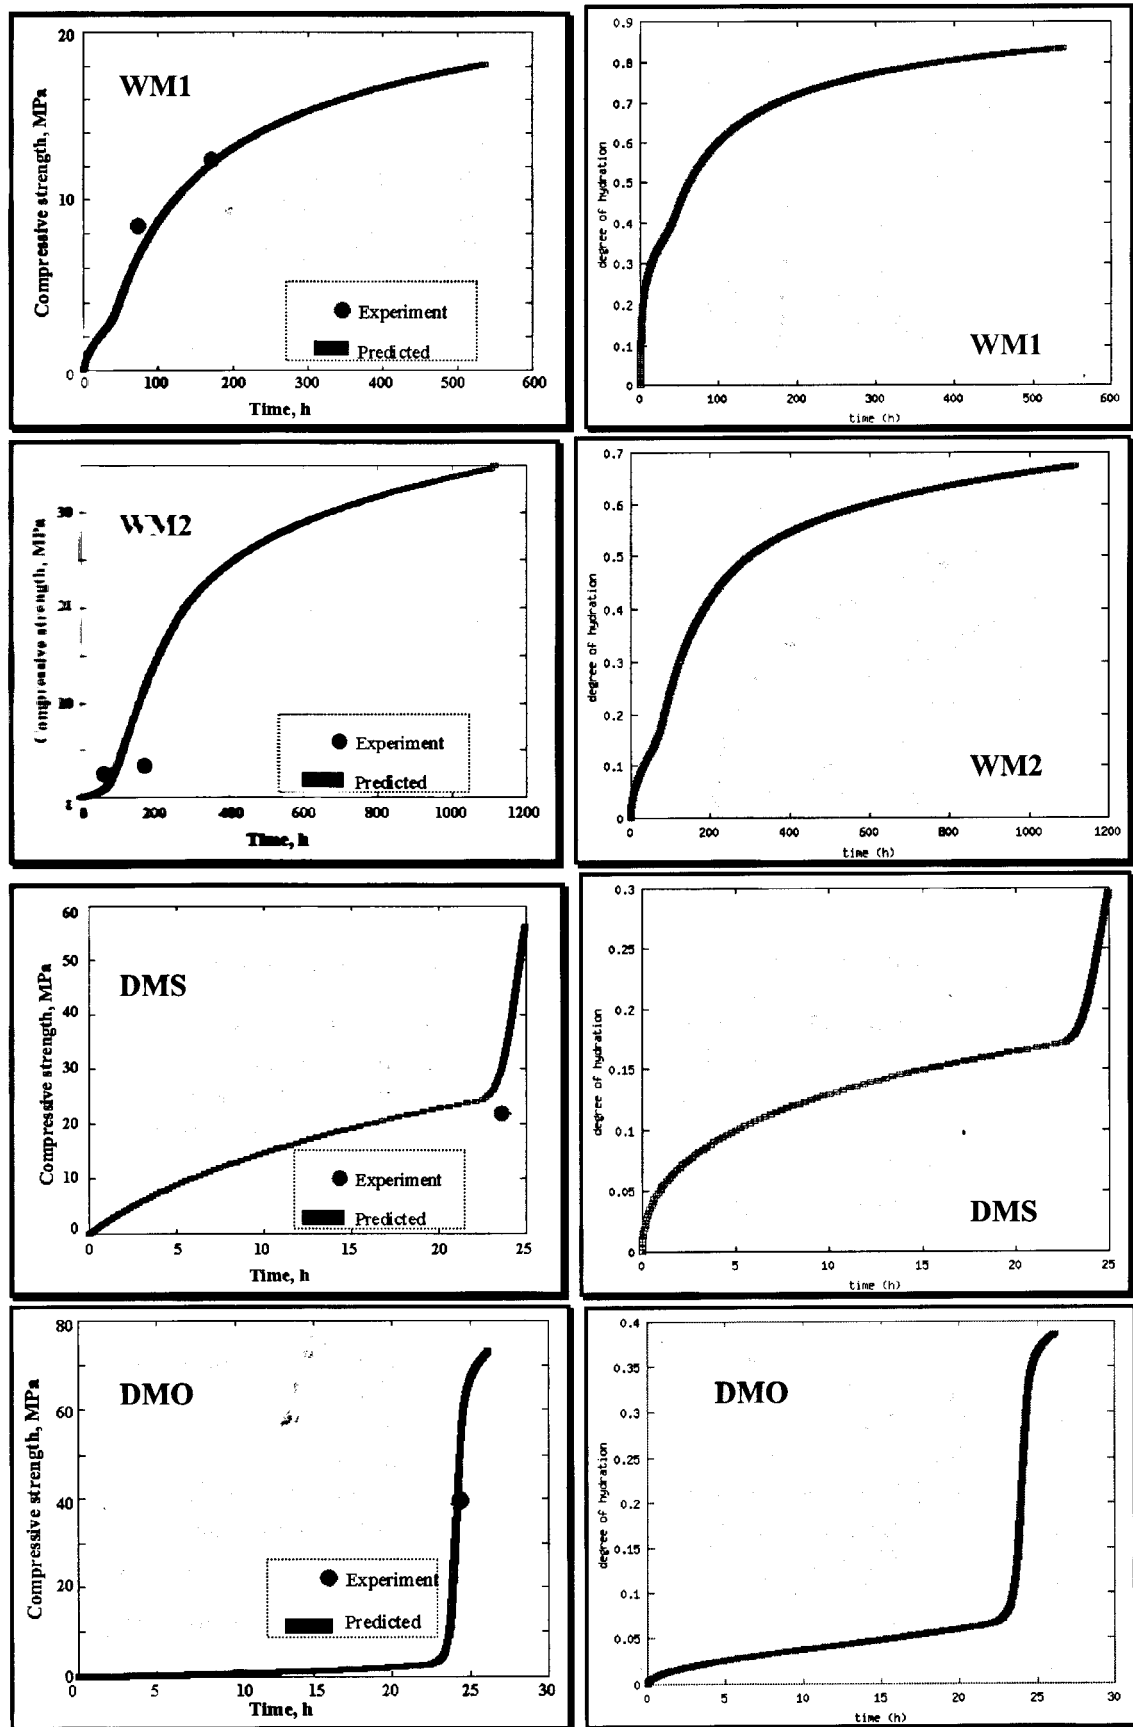 20
WM1
10
0
Compressive strength, MPa
Experiment
Predicted
0 100 200 300 400 500 600
Time, h
0.9
0.8
0.7
0.6
0.5
0.4
0.3
0.2
0.1
0
degree of hydration
WM1
0 100 200 300 400 500 600
time (h)
WM2
30
Compressive strength, MPa
Experiment
Predicted
0 200 400 600 800 1000 1200
Time, h
0.7
0.6
0.5
0.4
0.3
0.2
0.1
0
degree of hydration
WM2
0 200 400 600 800 1000 1200
time (h)
60
50
40
30
20
10
0
Compressive strength, MPa
DMS
Experiment
Predicted
0 5 10 15 20 25
Time, h
0.3
0.25
0.2
0.15
0.1
0.05
0
degree of hydration
DMS
0 5 10 15 20 25
time (h)
80
60
40
20
0
Compressive strength, MPa
DMO
Experiment
Predicted
0 5 10 15 20 25 30
Time, h
0.4
0.35
0.3
0.25
0.2
0.15
0.1
0.05
0
degree of hydration
DMO
0 5 10 15 20 25 30
time (h)